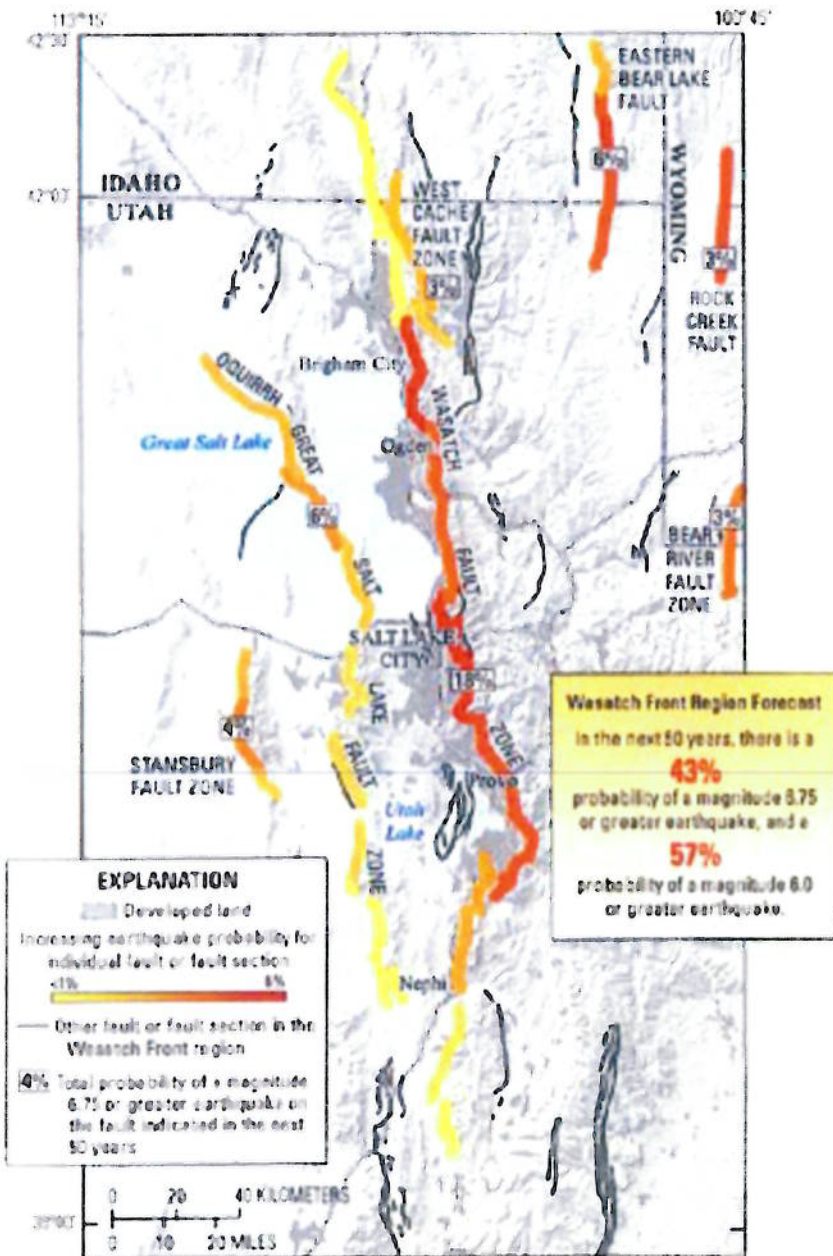 113°15'
42°30'
EASTERN
BEAR LAKE
FAULT
6%
WYOMING
IDAHO
UTAH
WEST
CACHE
FAULT
ZONE
3%
3%
ROCK
CREEK
FAULT
Brigham City
OQUIRRH – GREAT
SALT
LAKE
FAULT
ZONE
Great Salt Lake
6%
WASATCH
FAULT
ZONE
Ogden
3%
BEAR
RIVER
FAULT
ZONE
SALT LAKE
CITY
18%
4%
STANSBURY
FAULT ZONE
Provo
Utah
Lake
Nephi
Wasatch Front Region Forecast
In the next 50 years, there is a
43%
probability of a magnitude 6.75
or greater earthquake, and a
57%
probability of a magnitude 6.0
or greater earthquake.
EXPLANATION
Developed land
Increasing earthquake probability for
individual fault or fault section
<1%
Other fault or fault section in the
Wasatch Front region
4% Total probability of a magnitude
6.75 or greater earthquake on
the fault indicated in the next
50 years
0 20 40 KILOMETERS
0 10 20 MILES